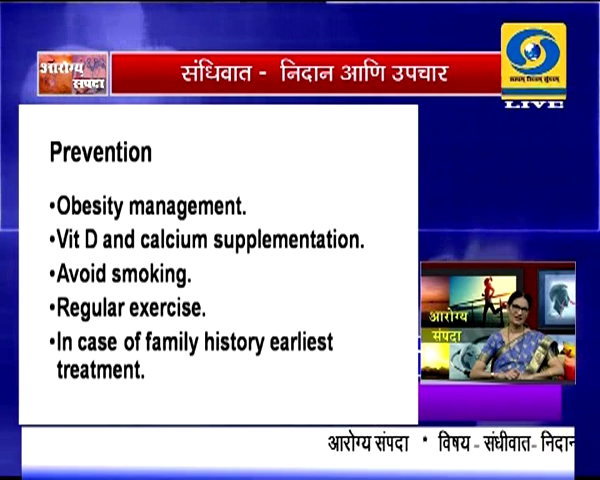 आरोग्य
संपदा
संधिवात - निदान आणि उपचार
LIVE
Prevention
•Obesity management.
•Vit D and calcium supplementation.
•Avoid smoking.
•Regular exercise.
•In case of family history earliest
treatment.
आरोग्य
संपदा
आरोग्य संपदा * विषय - संधीवात- निदान